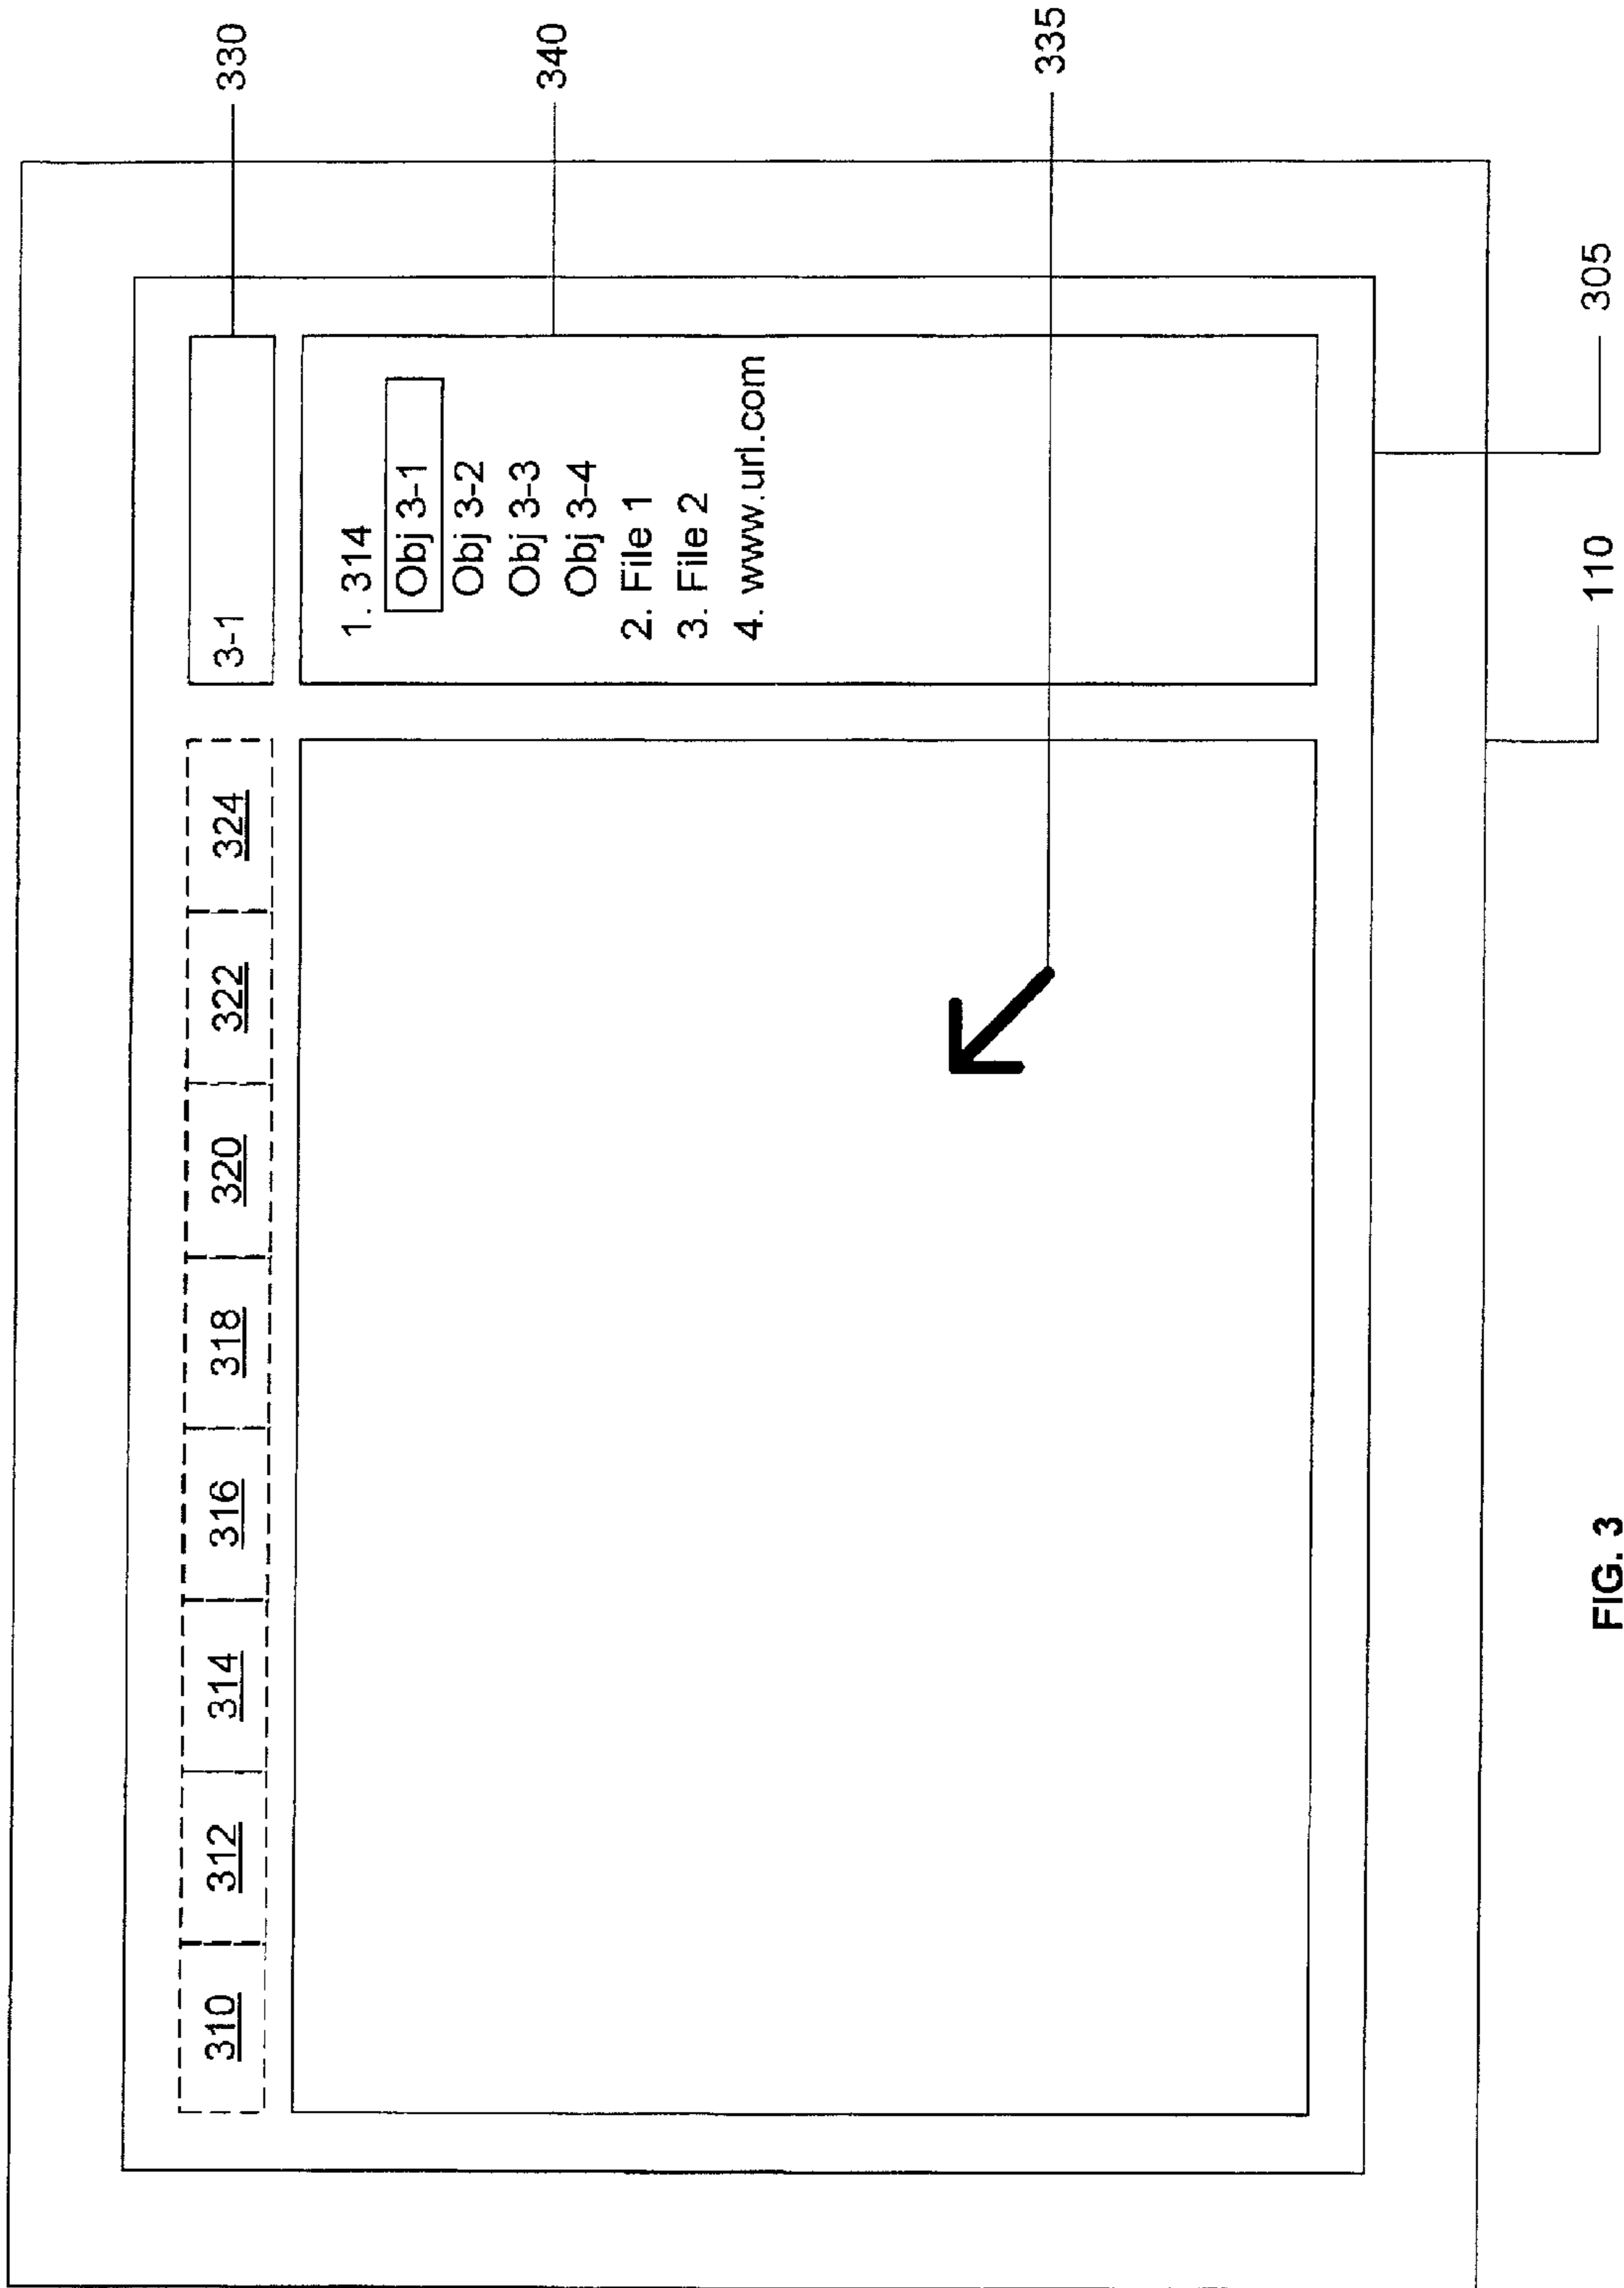 310 312 314 316 318 320 322 324
3-1
330
1. 314
Obj 3-1
Obj 3-2
Obj 3-3
Obj 3-4
2. File 1
3. File 2
4. www.url.com
340
335
305
110
FIG. 3